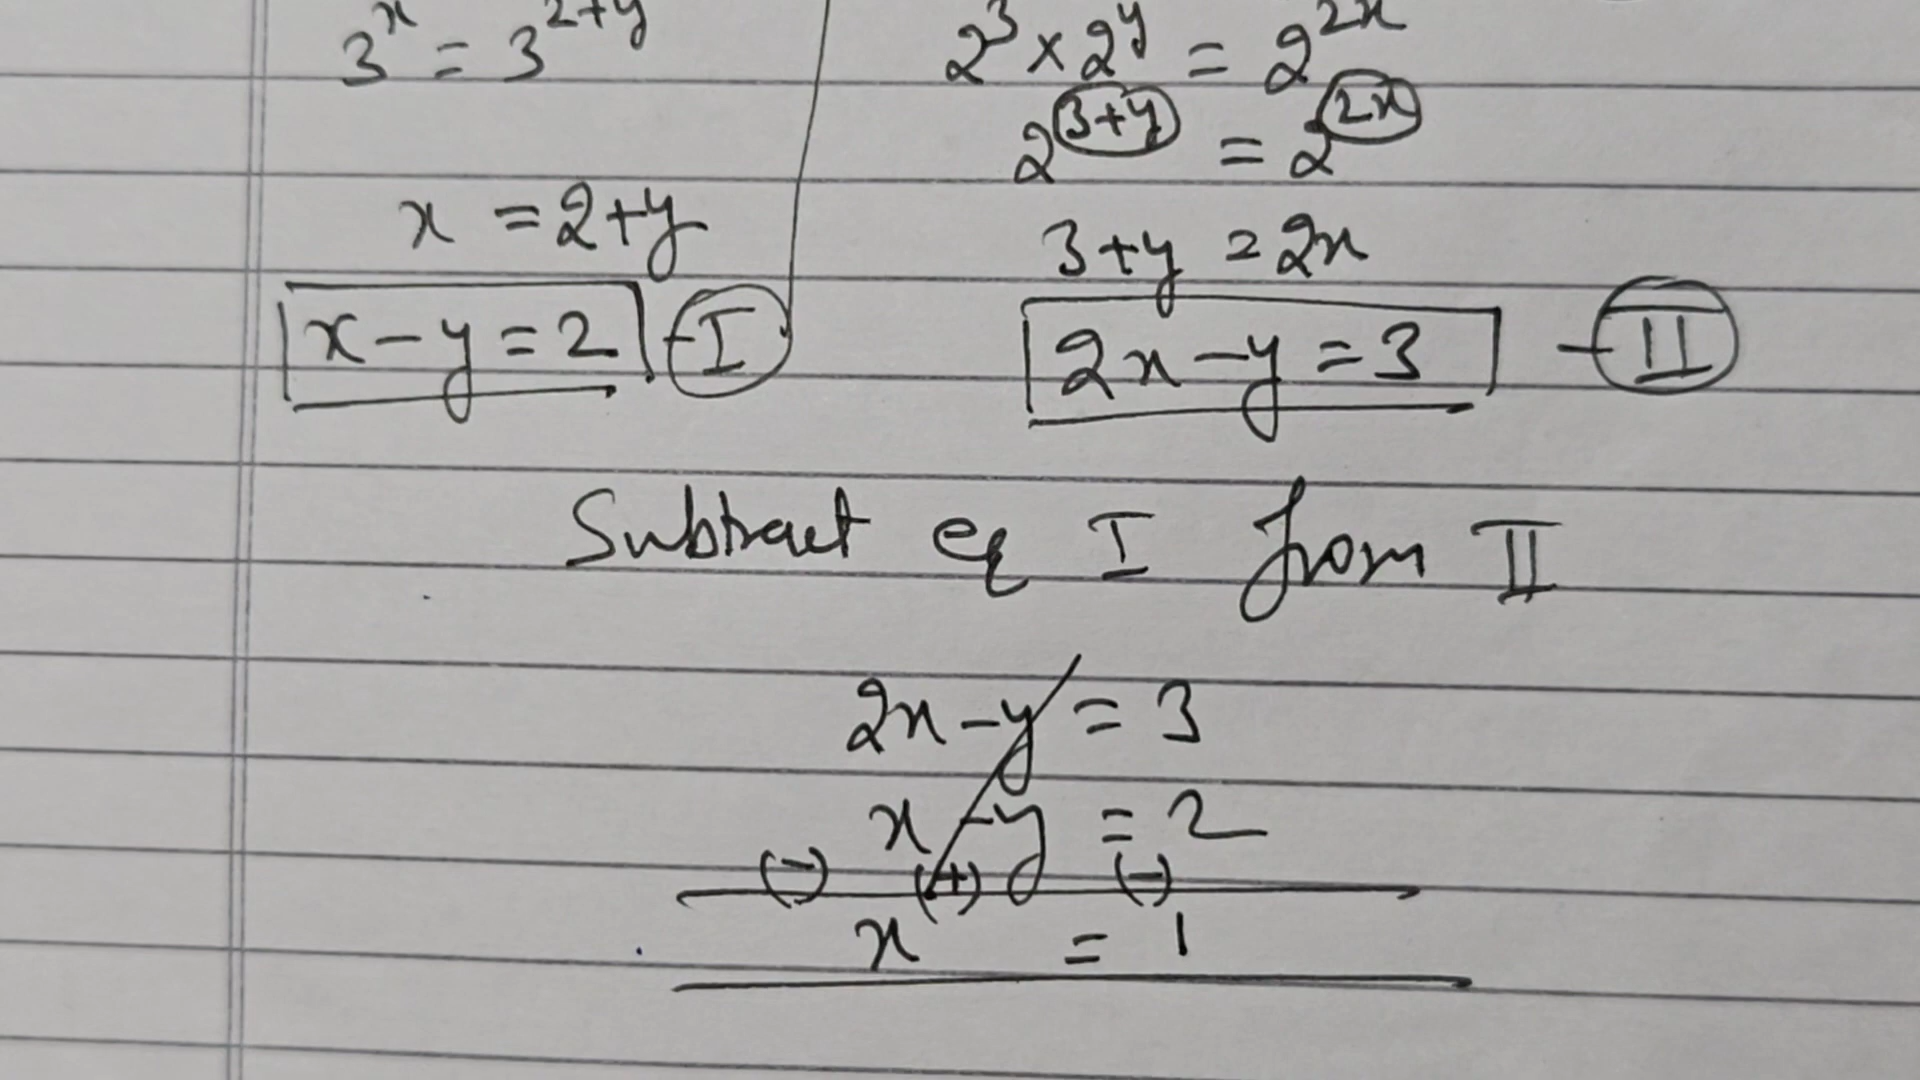 3^x = 3^{2+y}
2^3 × 2^y = 2^{2x}
2^{3+y} = 2^{2x}
x = 2+y
3+y = 2x
x-y=2 -I
2x-y=3 -II
Subtract eq I from II
2x-y = 3
x-y = 2
(-) (+) (-)
x = 1